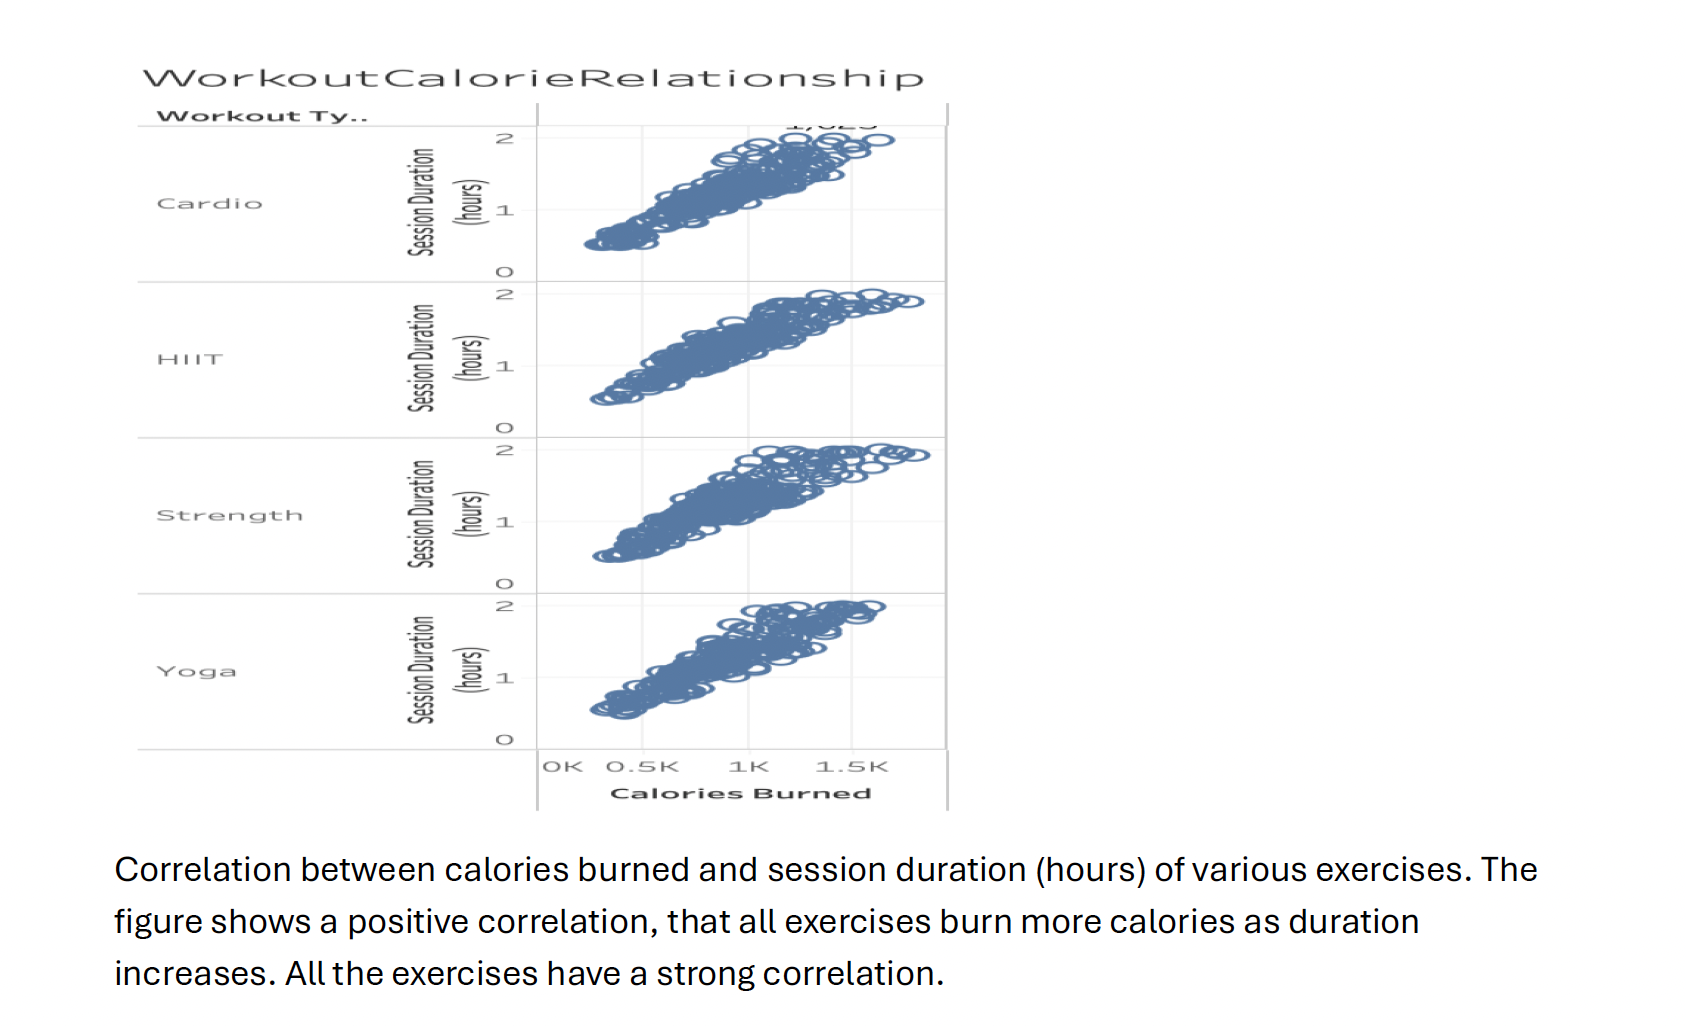 WorkoutCalorieRelationship
Workout Ty..
Cardio
Session Duration
(hours)
2
1
0
HIIT
Session Duration
(hours)
2
1
0
Strength
Session Duration
(hours)
2
1
0
Yoga
Session Duration
(hours)
2
1
0
0K 0.5K 1K 1.5K
Calories Burned
Correlation between calories burned and session duration (hours) of various exercises. The
figure shows a positive correlation, that all exercises burn more calories as duration
increases. All the exercises have a strong correlation.